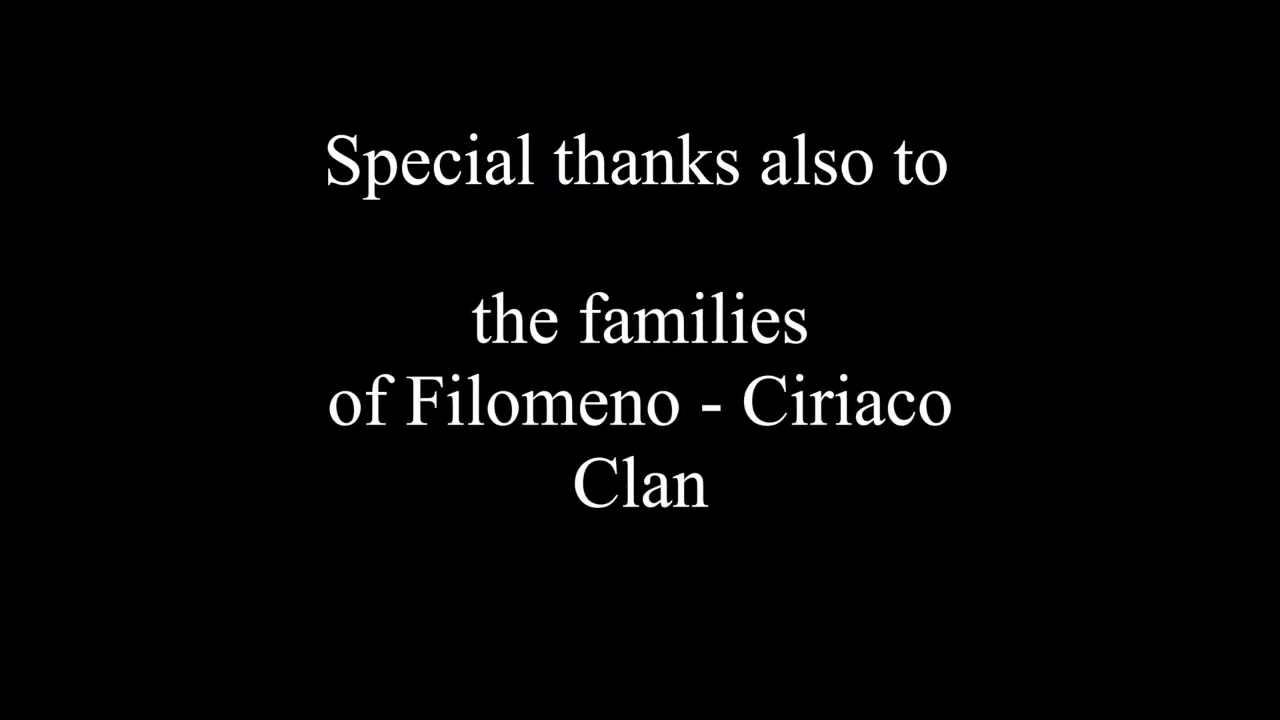 Special thanks also to
the families
of Filomeno - Ciriaco
Clan